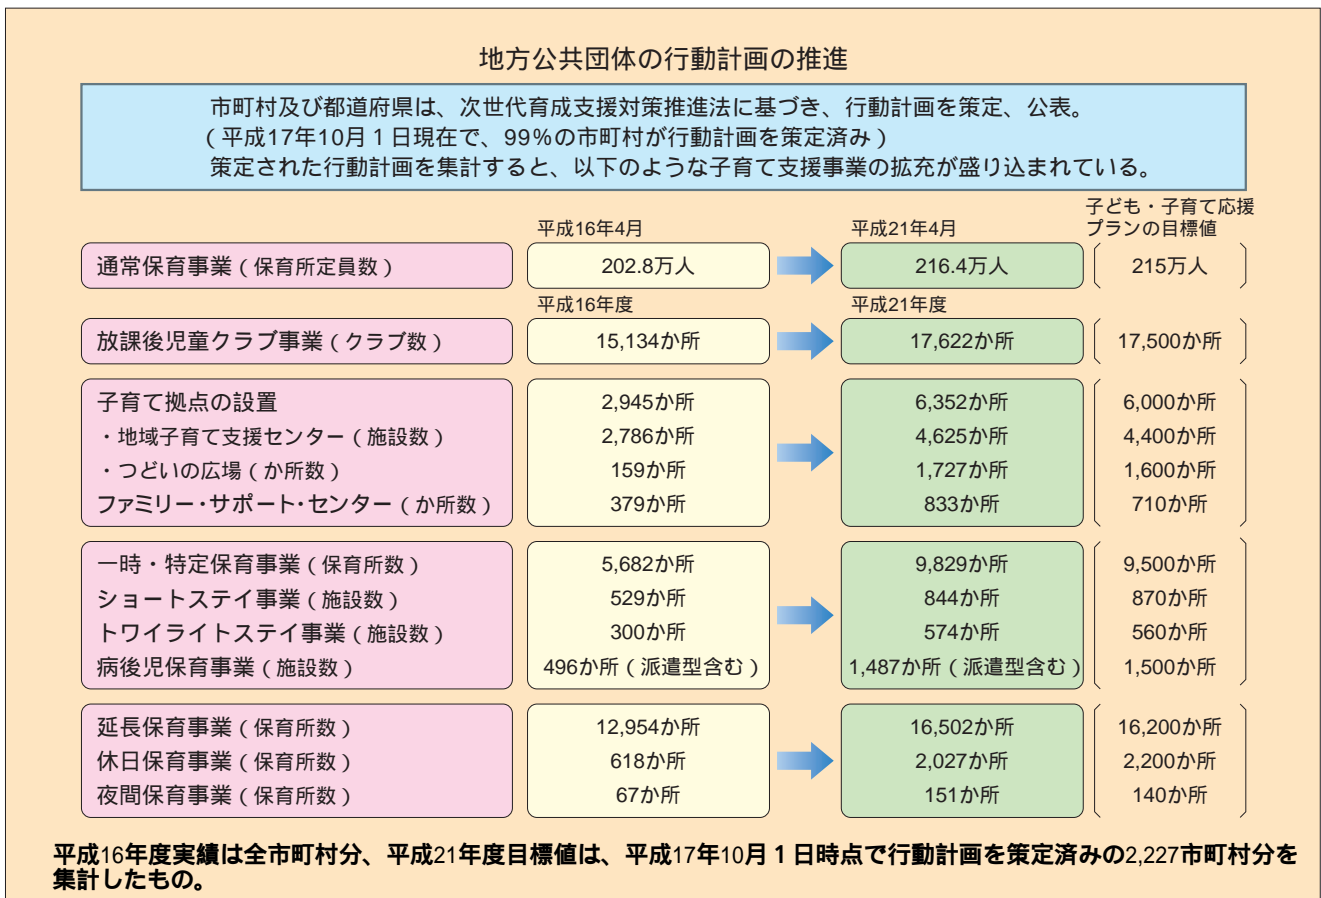 地方公共団体の行動計画の推進
市町村及び都道府県は、次世代育成支援対策推進法に基づき、行動計画を策定、公表。
(平成17年10月1日現在で、99%の市町村が行動計画を策定済み)
策定された行動計画を集計すると、以下のような子育て支援事業の拡充が盛り込まれている。
平成16年4月 平成21年4月 子ども・子育て応援
プランの目標値
通常保育事業(保育所定員数) 202.8万人 216.4万人 215万人
平成16年度 平成21年度
放課後児童クラブ事業(クラブ数) 15,134か所 17,622か所 17,500か所
子育て拠点の設置 2,945か所 6,352か所 6,000か所
・地域子育て支援センター(施設数) 2,786か所 4,625か所 4,400か所
・つどいの広場(か所数) 159か所 1,727か所 1,600か所
ファミリー・サポート・センター(か所数) 379か所 833か所 710か所
一時・特定保育事業(保育所数) 5,682か所 9,829か所 9,500か所
ショートステイ事業(施設数) 529か所 844か所 870か所
トワイライトステイ事業(施設数) 300か所 574か所 560か所
病後児保育事業(施設数) 496か所(派遣型含む) 1,487か所(派遣型含む) 1,500か所
延長保育事業(保育所数) 12,954か所 16,502か所 16,200か所
休日保育事業(保育所数) 618か所 2,027か所 2,200か所
夜間保育事業(保育所数) 67か所 151か所 140か所
平成16年度実績は全市町村分、平成21年度目標値は、平成17年10月1日時点で行動計画を策定済みの2,227市町村分を
集計したもの。